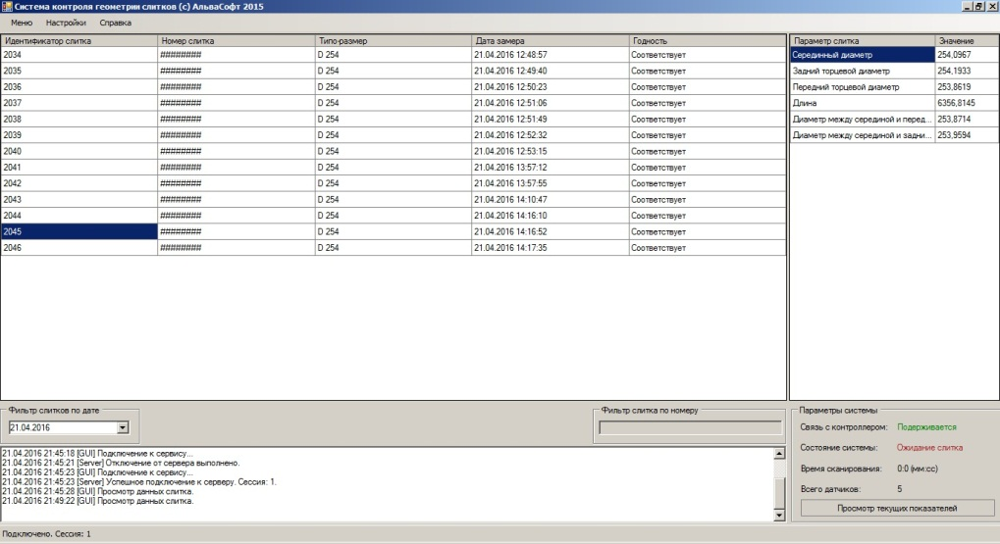 Система контроля геометрии слитков (c) АльваСофт 2015
Меню Настройки Справка
Идентификатор слитка Номер слитка Типо-размер Дата замера Годность
2034 ######## D 254 21.04.2016 12:48:57 Соответствует
2035 ######## D 254 21.04.2016 12:49:40 Соответствует
2036 ######## D 254 21.04.2016 12:50:23 Соответствует
2037 ######## D 254 21.04.2016 12:51:06 Соответствует
2038 ######## D 254 21.04.2016 12:51:49 Соответствует
2039 ######## D 254 21.04.2016 12:52:32 Соответствует
2040 ######## D 254 21.04.2016 12:53:15 Соответствует
2041 ######## D 254 21.04.2016 13:57:12 Соответствует
2042 ######## D 254 21.04.2016 13:57:55 Соответствует
2043 ######## D 254 21.04.2016 14:10:47 Соответствует
2044 ######## D 254 21.04.2016 14:16:10 Соответствует
2045 ######## D 254 21.04.2016 14:16:52 Соответствует
2046 ######## D 254 21.04.2016 14:17:35 Соответствует
Параметр слитка Значение
Серединный диаметр 254,0967
Задний торцевой диаметр 254,1933
Передний торцевой диаметр 253,8619
Длина 6356,8145
Диаметр между серединой и перед... 253,8714
Диаметр между серединой и задни... 253,9594
Фильтр слитков по дате
21.04.2016
Фильтр слитка по номеру
21.04.2016 21:45:18 [GUI] Подключение к сервису...
21.04.2016 21:45:21 [Server] Отключение от сервера выполнено.
21.04.2016 21:45:23 [GUI] Подключение к сервису...
21.04.2016 21:45:23 [Server] Успешное подключение к серверу. Сессия: 1.
21.04.2016 21:45:28 [GUI] Просмотр данных слитка.
21.04.2016 21:49:22 [GUI] Просмотр данных слитка.
Параметры системы
Связь с контроллером: Подерживается
Состояние системы: Ожидание слитка
Время сканирования: 0:0 (мм:сс)
Всего датчиков: 5
Просмотр текущих показателей
Подключено. Сессия: 1